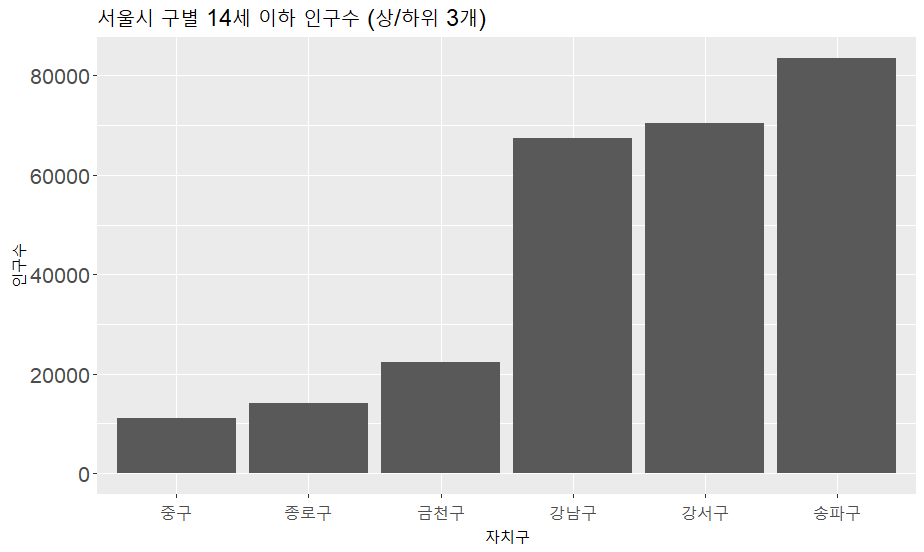 서울시 구별 14세 이하 인구수 (상/하위 3개)
인구수
80000
60000
40000
20000
0
중구 종로구 금천구 강남구 강서구 송파구
자치구